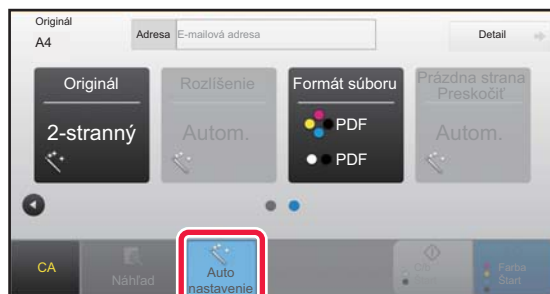 Originál
A4
Adresa
E-mailová adresa
Detail
Originál
2-stranný
Rozlíšenie
Autom.
Formát súboru
PDF
PDF
Prázdna strana
Preskočiť
Autom.
CA
Náhľad
Auto
nastavenie
Farba
Štart